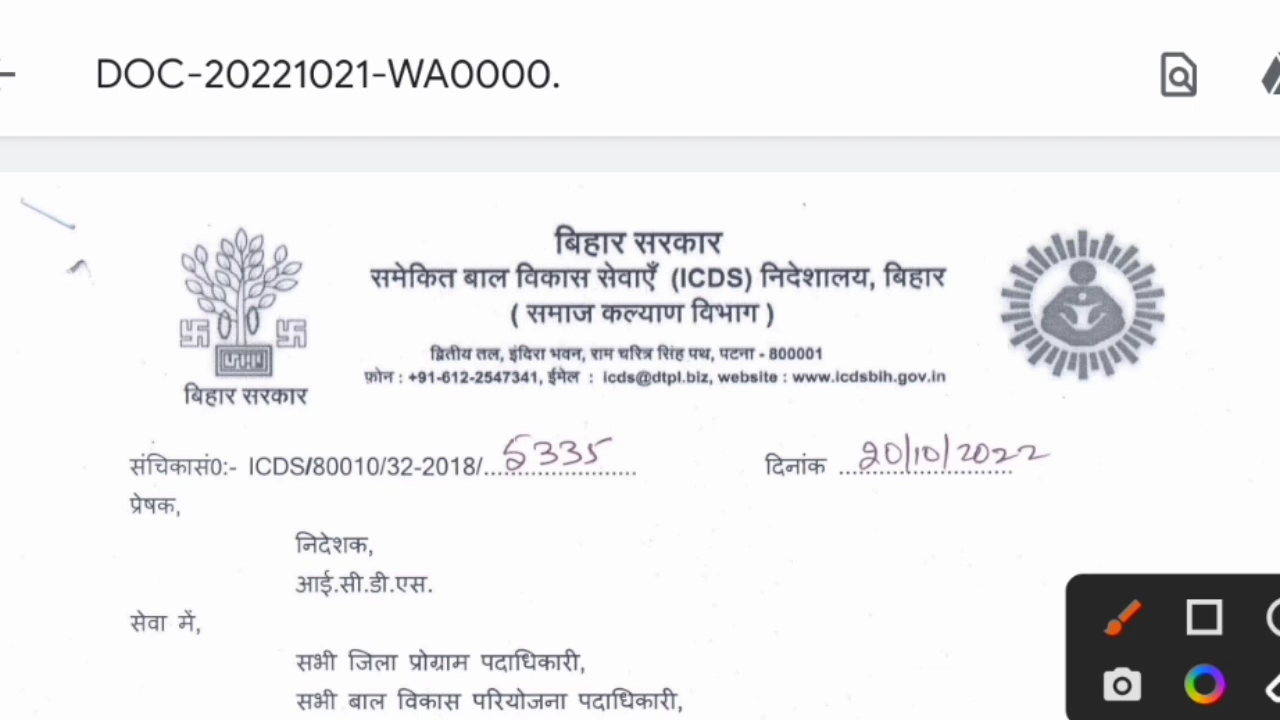 DOC-20221021-WA0000.
बिहार सरकार
समेकित बाल विकास सेवाएँ (ICDS) निदेशालय, बिहार
( समाज कल्याण विभाग )
द्वितीय तल, इंदिरा भवन, राम चरित्र सिंह पथ, पटना - 800001
फ़ोन : +91-612-2547341, ईमेल : icds@dtpl.biz, website : www.icdsbih.gov.in
बिहार सरकार
संचिकासं0:- ICDS/80010/32-2018/...5335...
दिनांक ...20/10/2022
प्रेषक,
निदेशक,
आई.सी.डी.एस.
सेवा में,
सभी जिला प्रोग्राम पदाधिकारी,
सभी बाल विकास परियोजना पदाधिकारी,